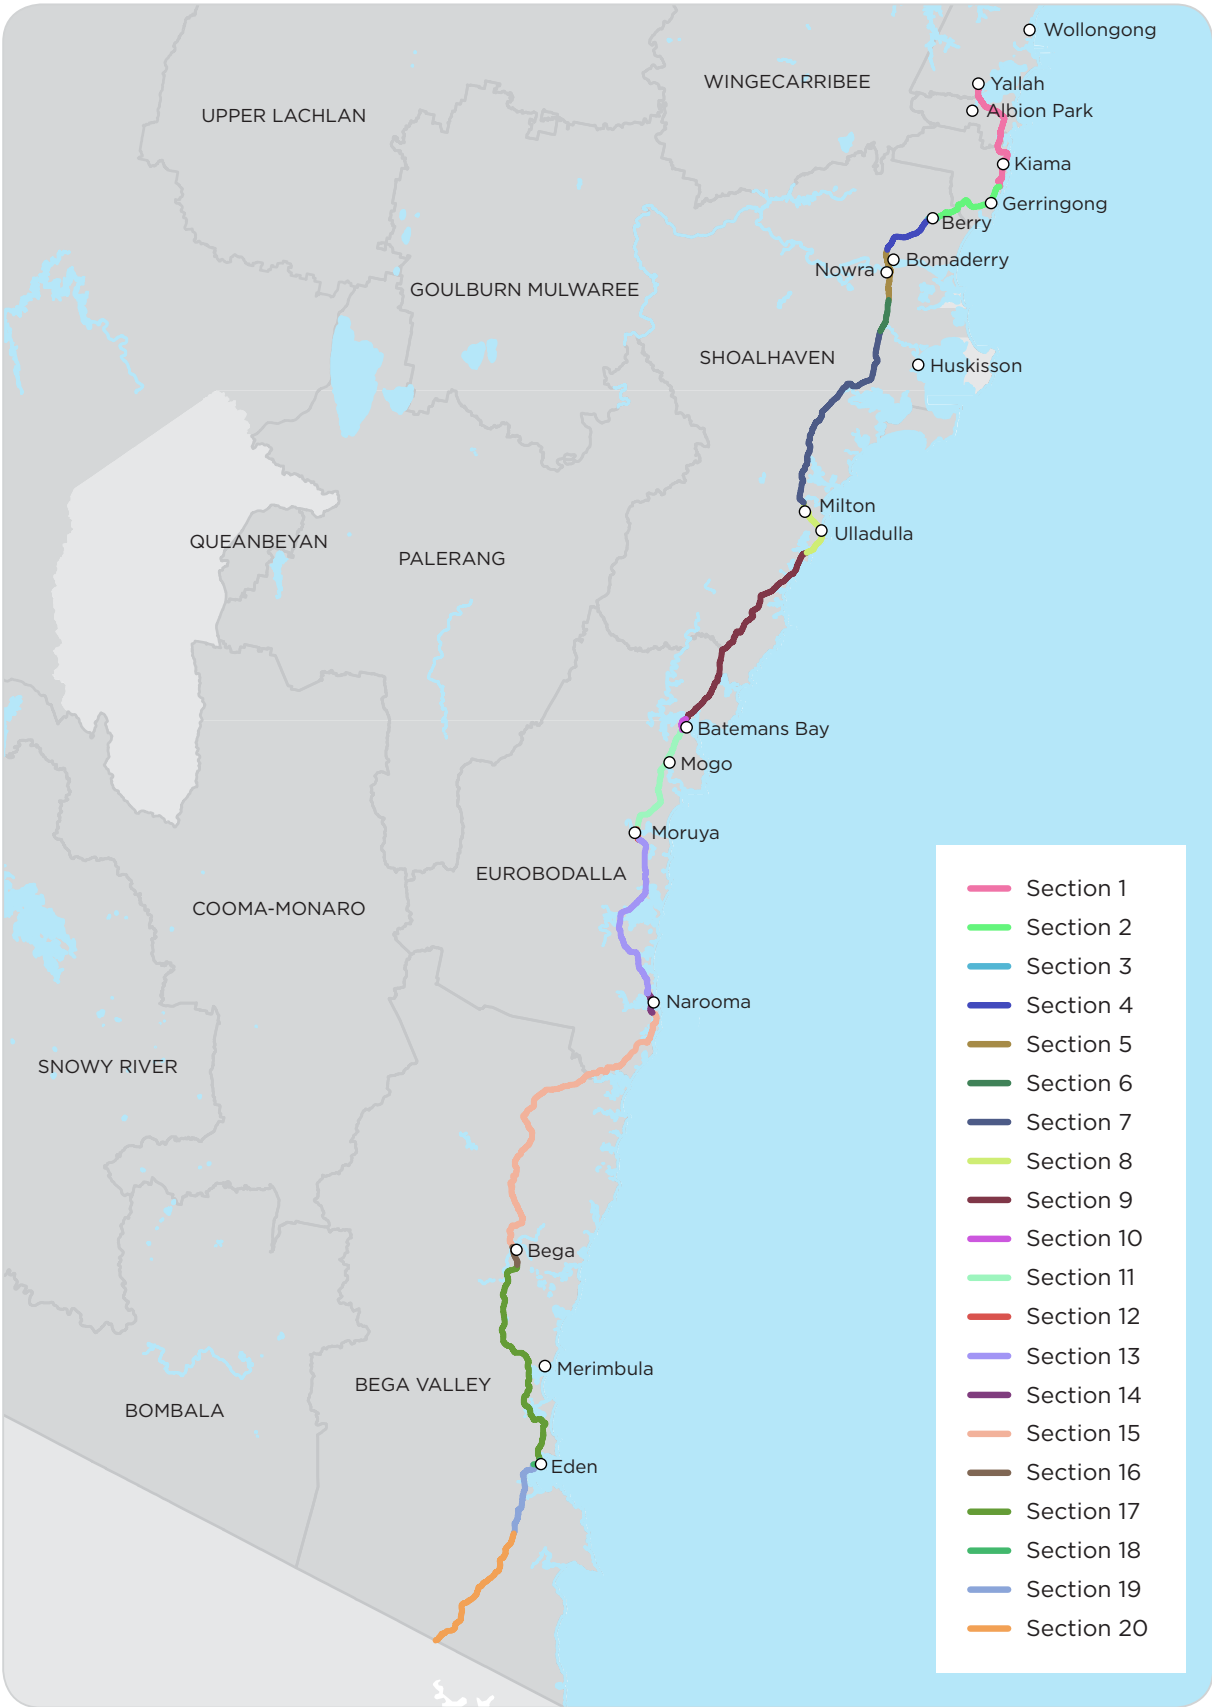 Wollongong
WINGECARRIBEE
Yallah
UPPER LACHLAN
Albion Park
Kiama
Gerringong
Berry
Bomaderry
Nowra
GOULBURN MULWAREE
SHOALHAVEN
Huskisson
Milton
Ulladulla
QUEANBEYAN
PALERANG
Batemans Bay
Mogo
Moruya
EUROBODALLA
COOMA-MONARO
Narooma
SNOWY RIVER
Bega
Merimbula
BEGA VALLEY
BOMBALA
Eden
Section 1
Section 2
Section 3
Section 4
Section 5
Section 6
Section 7
Section 8
Section 9
Section 10
Section 11
Section 12
Section 13
Section 14
Section 15
Section 16
Section 17
Section 18
Section 19
Section 20